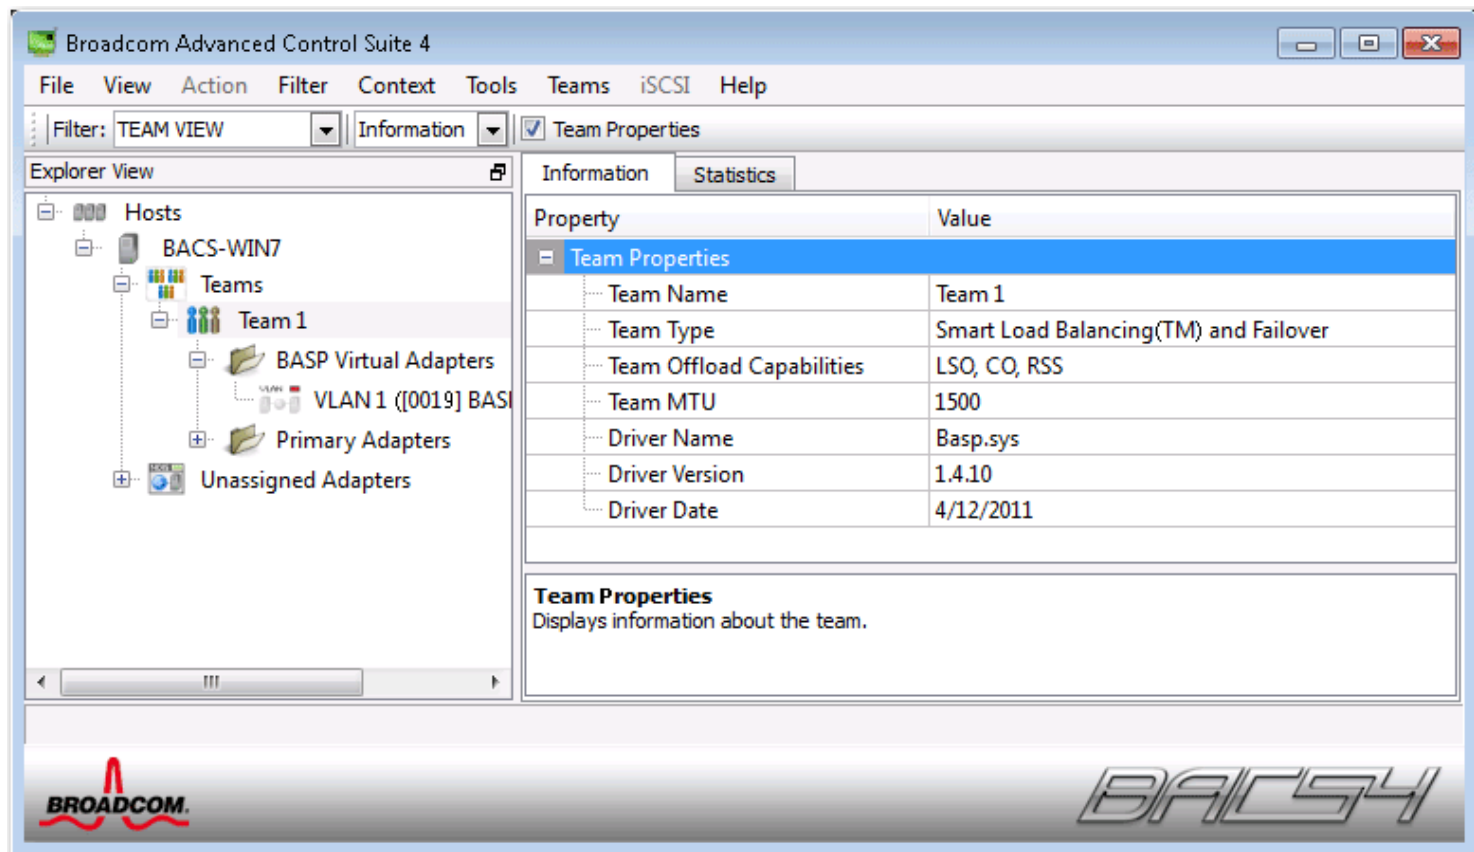 Broadcom Advanced Control Suite 4
File View Action Filter Context Tools Teams iSCSI Help
Filter: TEAM VIEW Information Team Properties
Explorer View
Hosts
BACS-WIN7
Teams
Team 1
BASP Virtual Adapters
VLAN 1 ([0019] BASI
Primary Adapters
Unassigned Adapters
Information Statistics
Property Value
Team Properties
Team Name Team 1
Team Type Smart Load Balancing(TM) and Failover
Team Offload Capabilities LSO, CO, RSS
Team MTU 1500
Driver Name Basp.sys
Driver Version 1.4.10
Driver Date 4/12/2011
Team Properties
Displays information about the team.
BROADCOM.
BACS4